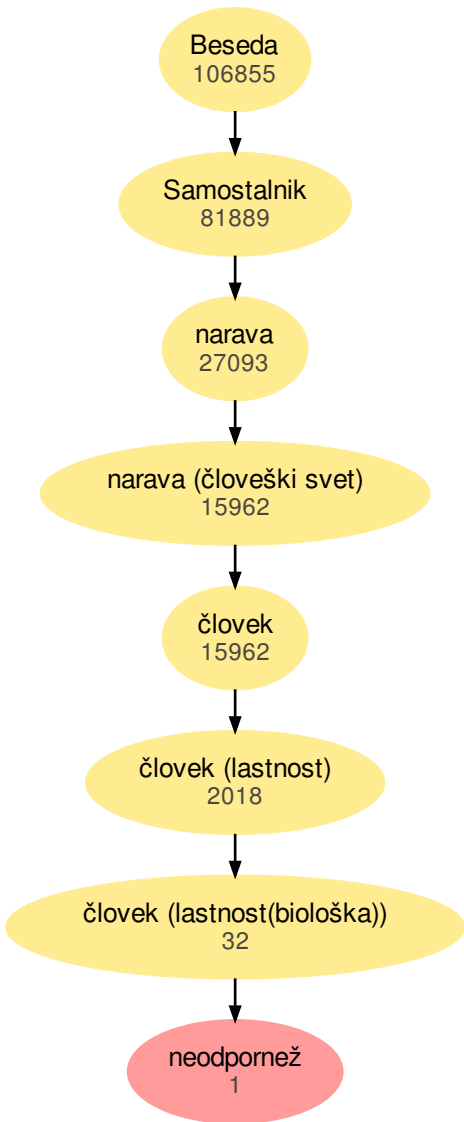 Beseda
106855
Samostalnik
81889
narava
27093
narava (človeški svet)
15962
človek
15962
človek (lastnost)
2018
človek (lastnost(biološka))
32
neodpornež
1